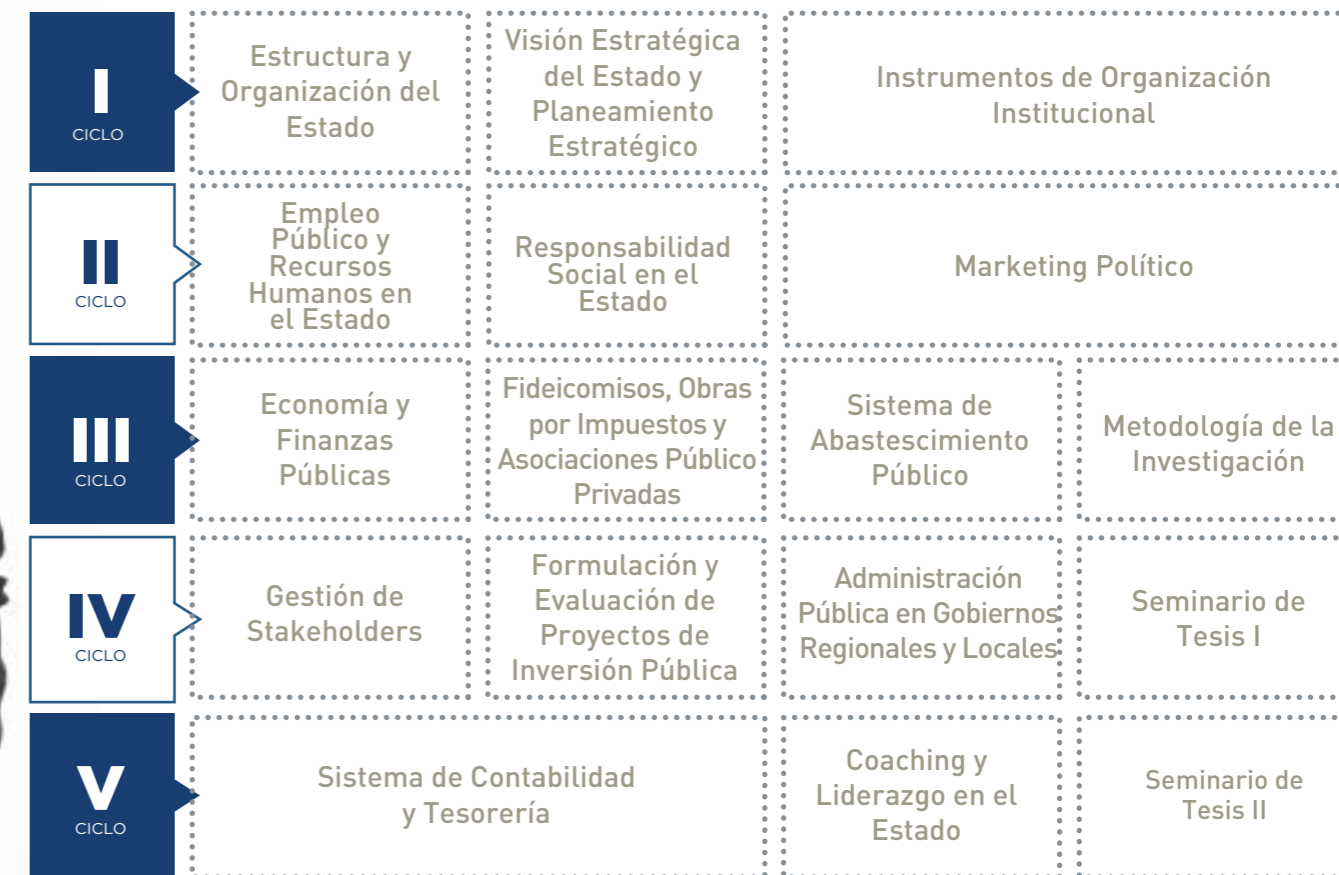 I
CICLO
Estructura y
Organización del
Estado
Visión Estratégica
del Estado y
Planeamiento
Estratégico
Instrumentos de Organización
Institucional
II
CICLO
Empleo
Público y
Recursos
Humanos en
el Estado
Responsabilidad
Social en el
Estado
Marketing Político
III
CICLO
Economía y
Finanzas
Públicas
Fideicomisos, Obras
por Impuestos y
Asociaciones Público
Privadas
Sistema de
Abastescimiento
Público
Metodología de la
Investigación
IV
CICLO
Gestión de
Stakeholders
Formulación y
Evaluación de
Proyectos de
Inversión Pública
Administración
Pública en Gobiernos
Regionales y Locales
Seminario de
Tesis I
V
CICLO
Sistema de Contabilidad
y Tesorería
Coaching y
Liderazgo en el
Estado
Seminario de
Tesis II